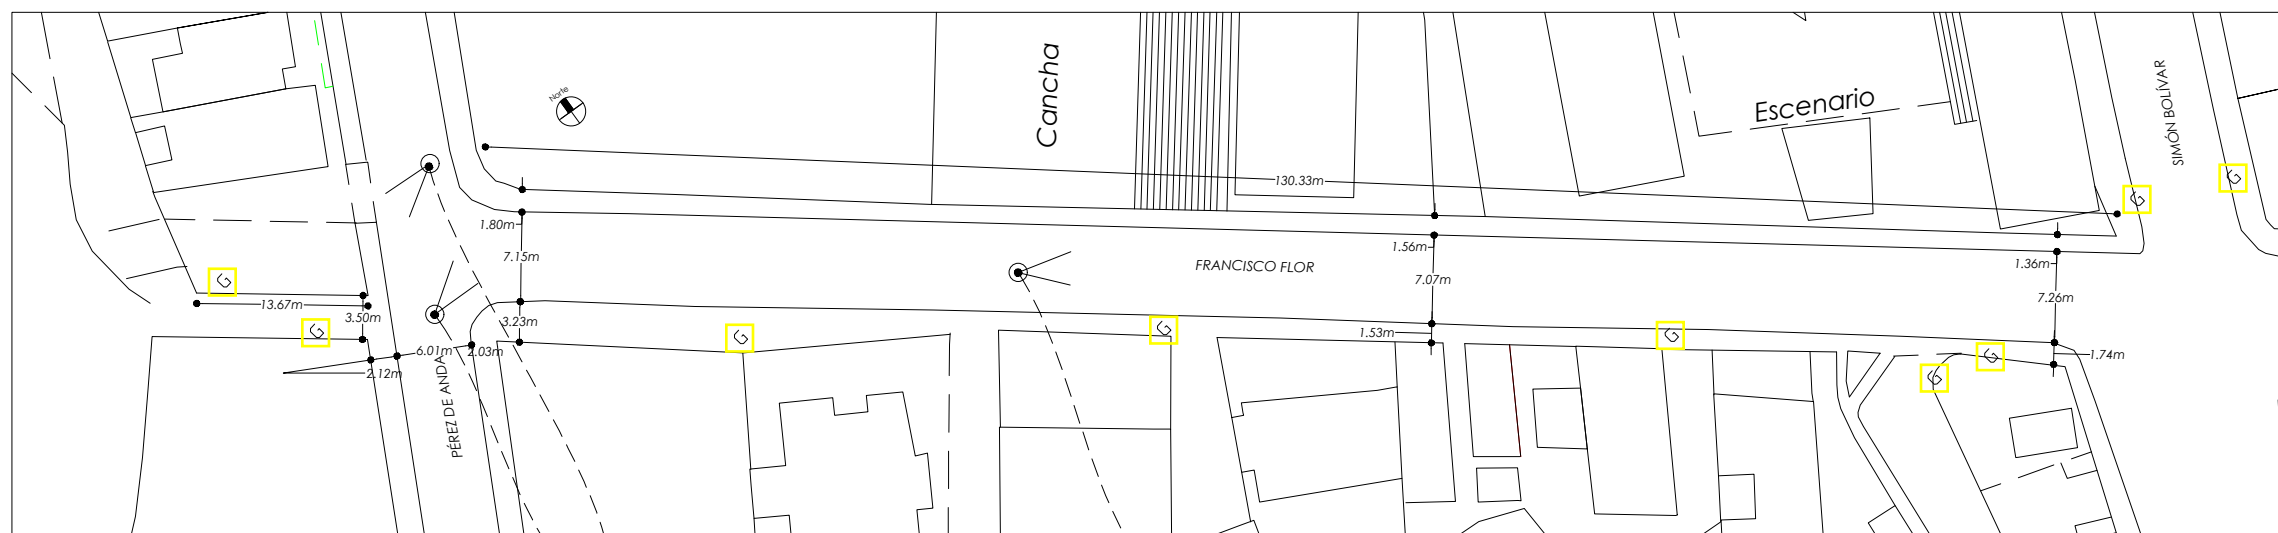 Cancha
Escenario
SIMÓN BOLÍVAR
Norte
130.33m
G
G
1.80m
7.15m
1.56m
FRANCISCO FLOR
7.07m
1.36m
7.26m
G
13.67m
3.50m
G
3.23m
G
G
1.53m
G
G
1.74m
G
6.01m
2.03m
2.12m
PÉREZ DE ANDA